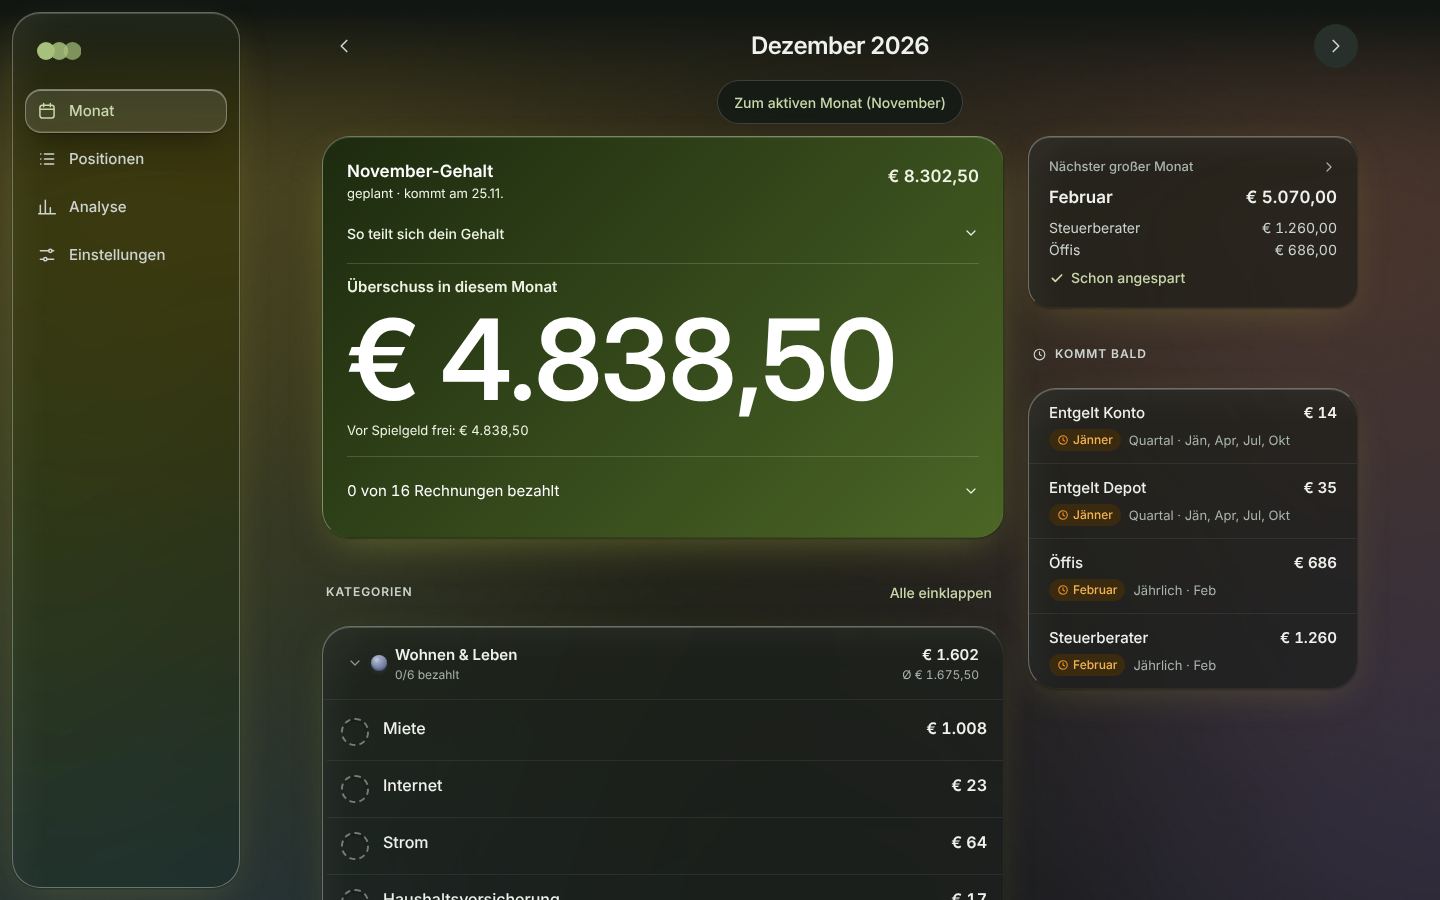 Monat
Positionen
Analyse
Einstellungen
Dezember 2026
Zum aktiven Monat (November)
November-Gehalt
€ 8.302,50
geplant · kommt am 25.11.
So teilt sich dein Gehalt
Überschuss in diesem Monat
€ 4.838,50
Vor Spielgeld frei: € 4.838,50
0 von 16 Rechnungen bezahlt
KATEGORIEN
Alle einklappen
Wohnen & Leben
€ 1.602
0/6 bezahlt
Ø € 1.675,50
Miete
€ 1.008
Internet
€ 23
Strom
€ 64
Haushaltsversicherung
€ 17
Nächster großer Monat
Februar
€ 5.070,00
Steuerberater
€ 1.260,00
Öffis
€ 686,00
Schon angespart
KOMMT BALD
Entgelt Konto
€ 14
Jänner
Quartal · Jän, Apr, Jul, Okt
Entgelt Depot
€ 35
Jänner
Quartal · Jän, Apr, Jul, Okt
Öffis
€ 686
Februar
Jährlich · Feb
Steuerberater
€ 1.260
Februar
Jährlich · Feb